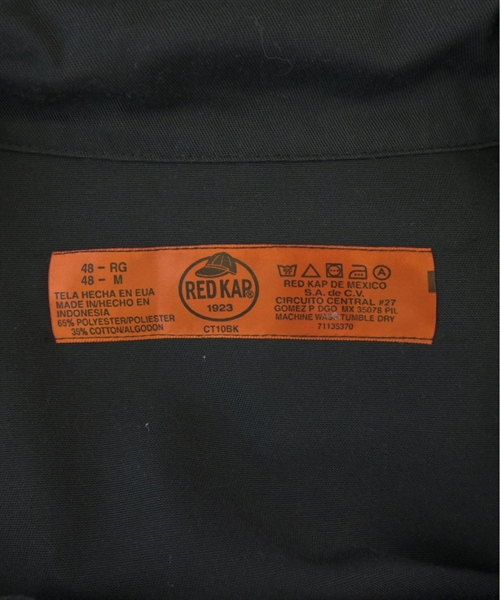 48 - RG
48 - M
TELA HECHA EN EUA
MADE IN/HECHO EN
INDONESIA
65% POLYESTER/POLIESTER
35% COTTON/ALGODON
RED KAP
®
1923
CT10BK
RED KAP DE MEXICO
S.A. de C.V.
CIRCUITO CENTRAL #27
GOMEZ P DGO MX 35078 PIL
MACHINE WASH TUMBLE DRY
71135370